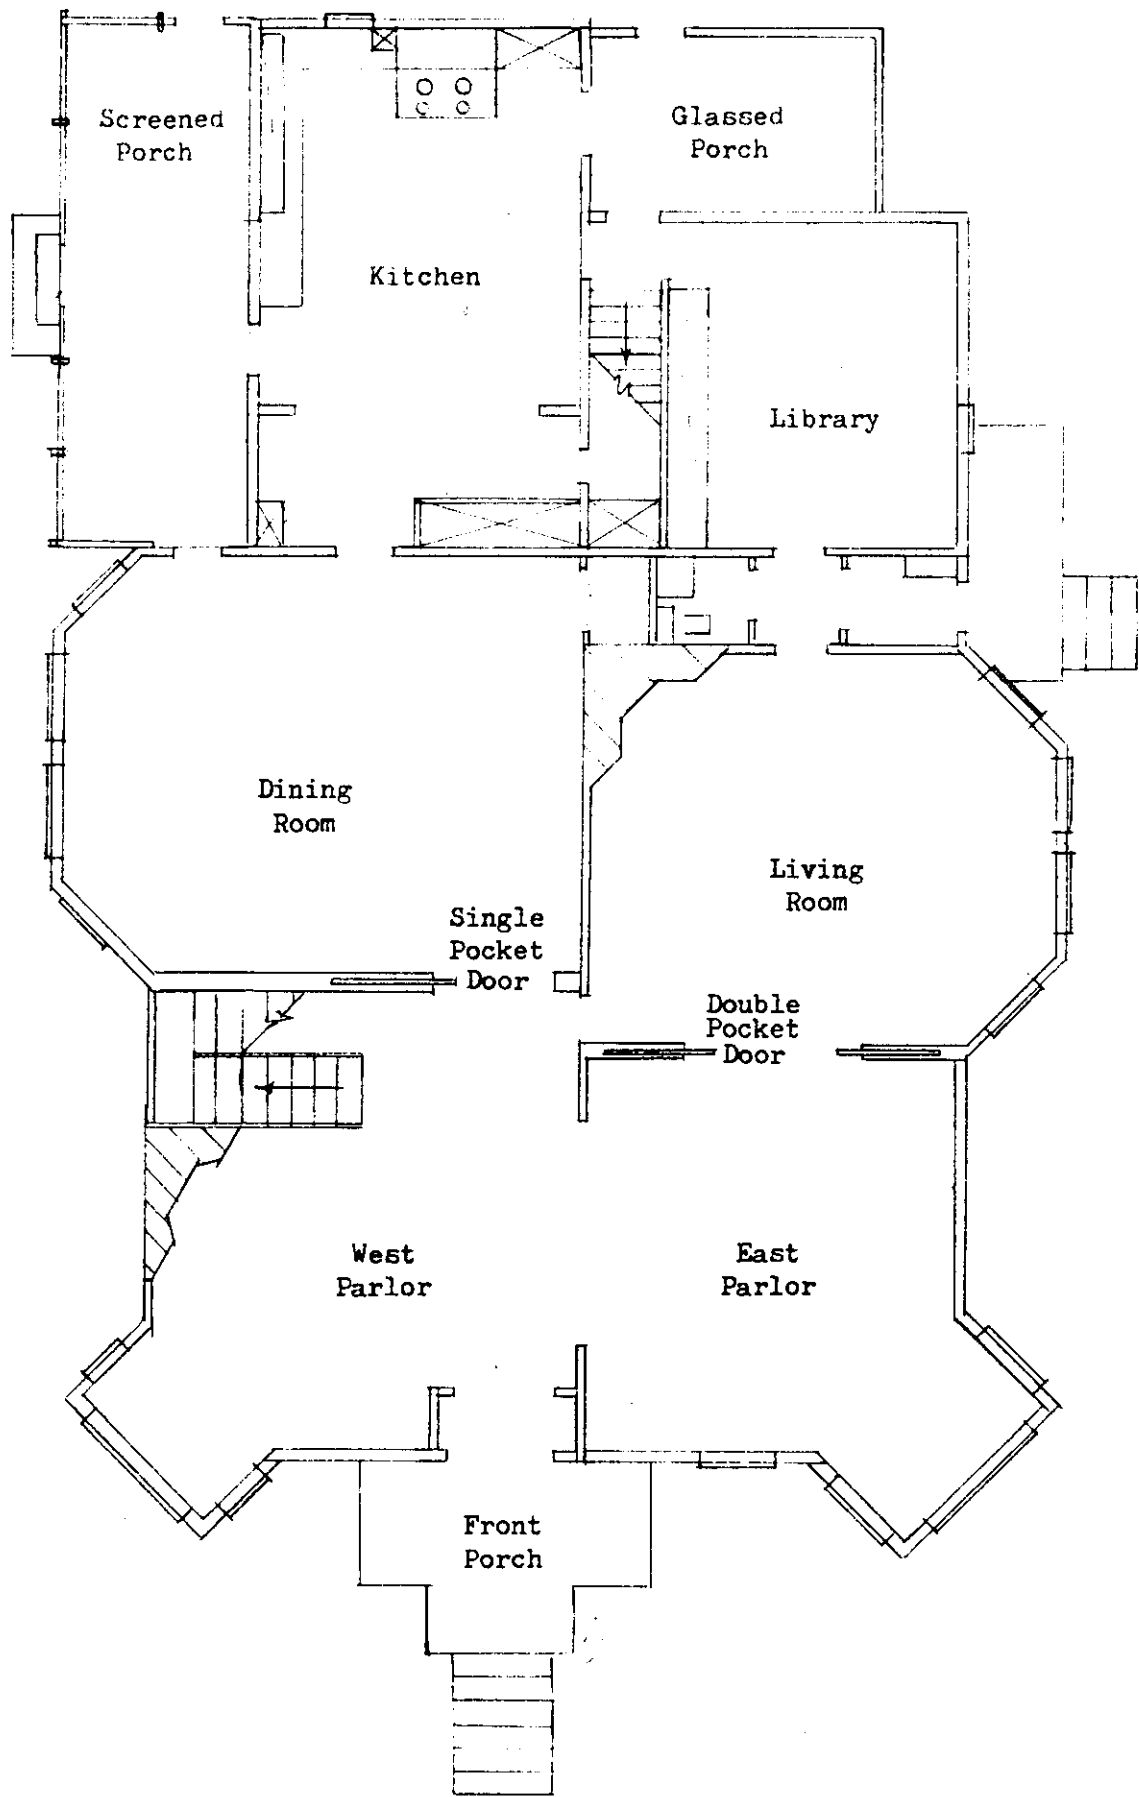 Screened
Porch
Glassed
Porch
Kitchen
Library
Dining
Room
Living
Room
Single
Pocket
Door
Double
Pocket
Door
West
Parlor
East
Parlor
Front
Porch